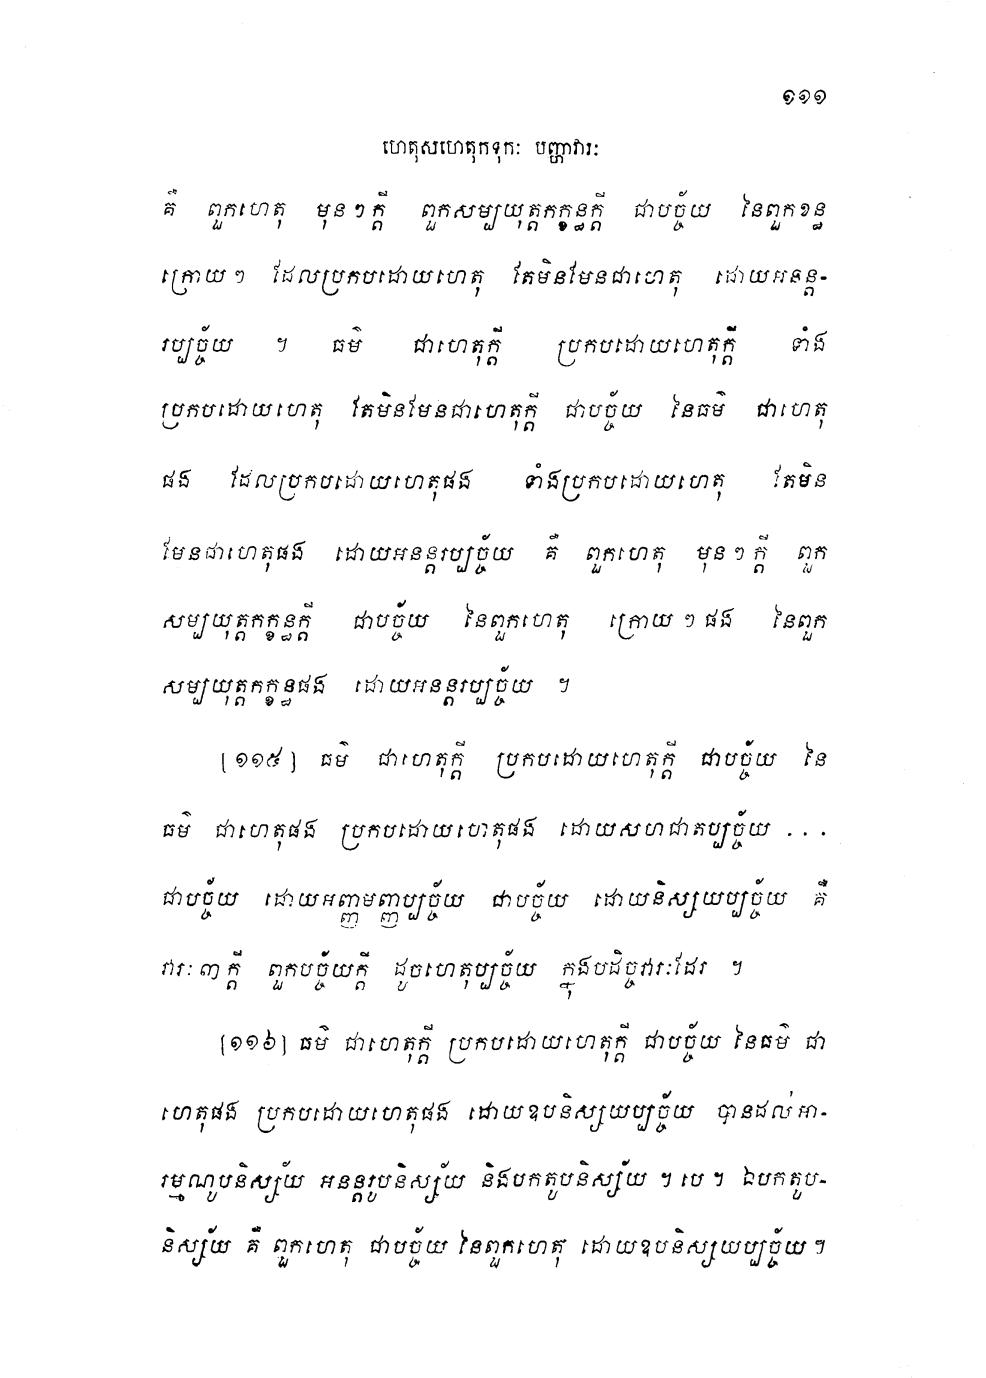 ១១១
ហេតុសហេតុកទុកៈ បញ្ហាវារៈ
គឺ ពួកហេតុ មុន ៗ ក្តី ពួកសម្បយុត្តកក្ខន្ធក្តី ជាបច្ច័យ នៃពួកខន្ធ
ក្រោយ ៗ ដែលប្រកបដោយហេតុ តែមិនមែនជាហេតុ ដោយអនន្ត-
រប្បច្ច័យ ។ ធម៌ ជាហេតុក្តី ប្រកបដោយហេតុក្តី ទាំង
ប្រកបដោយហេតុ តែមិនមែនជាហេតុក្តី ជាបច្ច័យ នៃធម៌ ជាហេតុ
ផង ដែលប្រកបដោយហេតុផង ទាំងប្រកបដោយហេតុ តែមិន
មែនជាហេតុផង ដោយអនន្តរប្បច្ច័យ គឺ ពួកហេតុ មុន ៗ ក្តី ពួក
សម្បយុត្តកក្ខន្ធក្តី ជាបច្ច័យ នៃពួកហេតុ ក្រោយ ៗ ផង នៃពួក
សម្បយុត្តកក្ខន្ធផង ដោយអនន្តរប្បច្ច័យ ។
[១១៥] ធម៌ ជាហេតុក្តី ប្រកបដោយហេតុក្តី ជាបច្ច័យ នៃ
ធម៌ ជាហេតុផង ប្រកបដោយហេតុផង ដោយសហជាតប្បច្ច័យ ...
ជាបច្ច័យ ដោយអញ្ញមញ្ញប្បច្ច័យ ជាបច្ច័យ ដោយនិស្សយប្បច្ច័យ គឺ
វារៈ ៣ ក្តី ពួកបច្ច័យក្តី ដូចហេតុប្បច្ច័យ ក្នុងបដិច្ចវារៈដែរ ។
[១១៦] ធម៌ ជាហេតុក្តី ប្រកបដោយហេតុក្តី ជាបច្ច័យ នៃធម៌ ជា
ហេតុផង ប្រកបដោយហេតុផង ដោយឧបនិស្សយប្បច្ច័យ បានដល់ អា-
រម្មណូបនិស្ស័យ អនន្តរូបនិស្ស័យ និងបកតូបនិស្ស័យ ។ បេ ។ ឯបកតូប-
និស្ស័យ គឺ ពួកហេតុ ជាបច្ច័យ នៃពួកហេតុ ដោយឧបនិស្សយប្បច្ច័យ ។